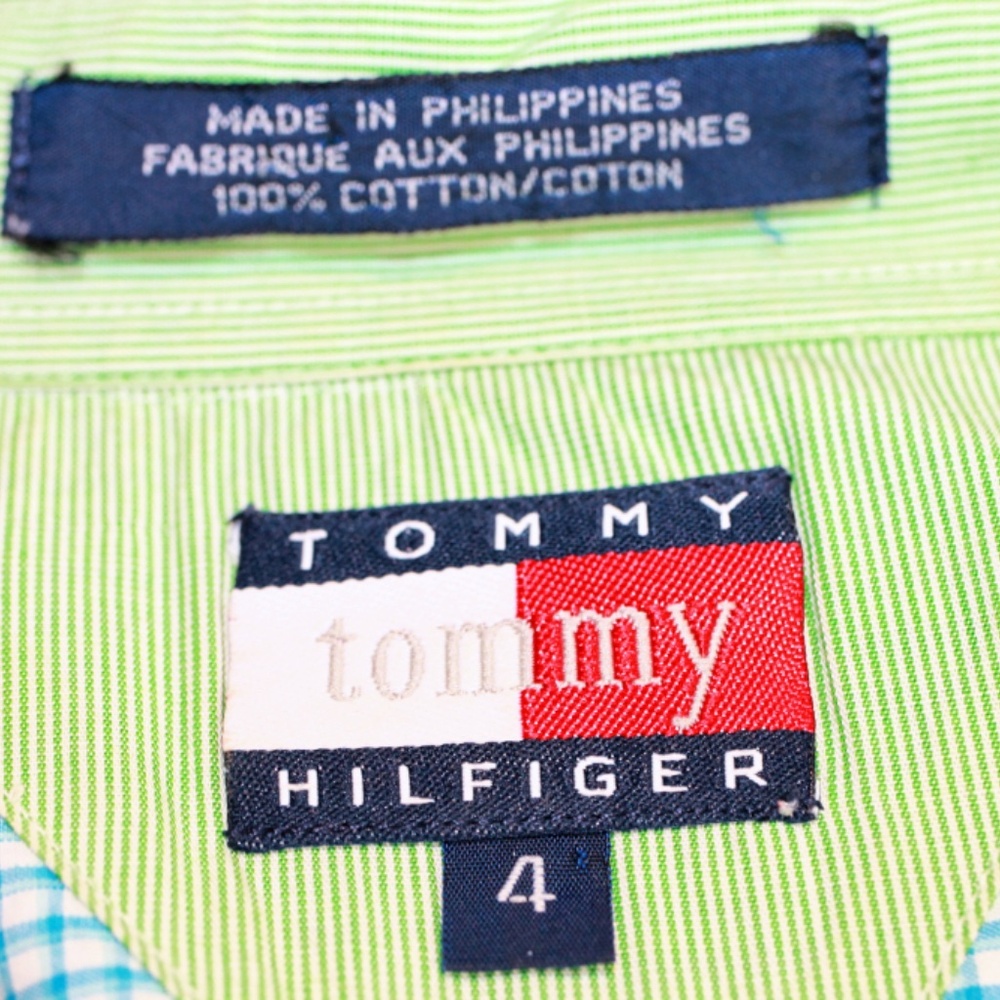 MADE IN PHILIPPINES
FABRIQUE AUX PHILIPPINES
100% COTTON/COTON
TOMMY
tommy
HILFIGER
4